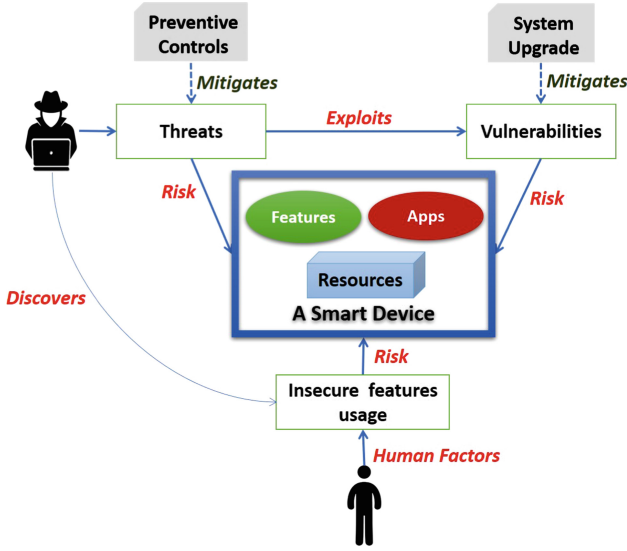 Preventive
Controls
System
Upgrade
Mitigates
Mitigates
Threats
Exploits
Vulnerabilities
Risk
Risk
Features
Apps
Resources
A Smart Device
Discovers
Risk
Insecure features
usage
Human Factors